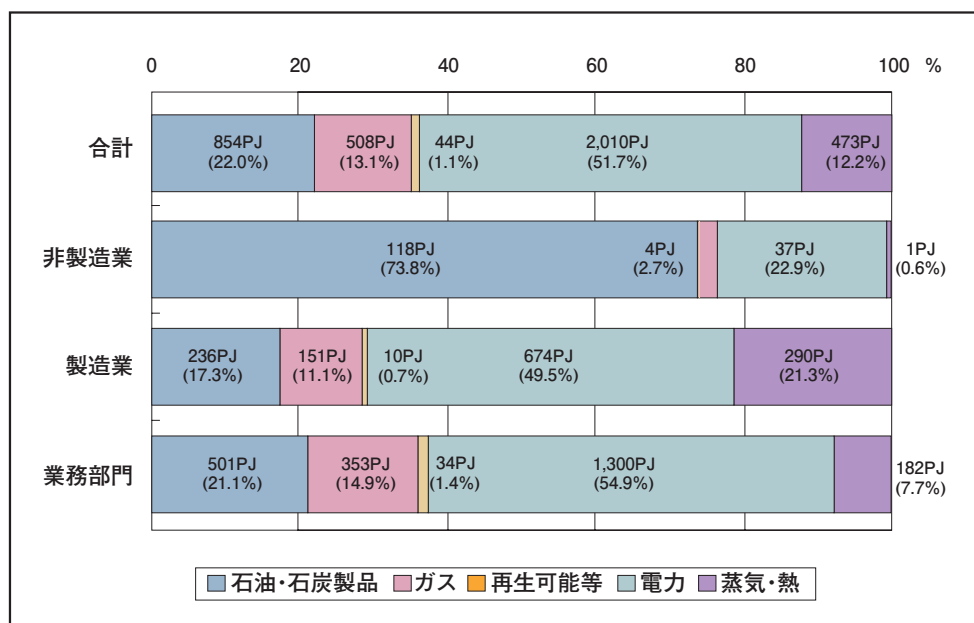 0 20 40 60 80 100 %
合計
854PJ 508PJ 44PJ 2,010PJ 473PJ
(22.0%) (13.1%) (1.1%) (51.7%) (12.2%)
非製造業
118PJ 4PJ 37PJ 1PJ
(73.8%) (2.7%) (22.9%) (0.6%)
製造業
236PJ 151PJ 10PJ 674PJ 290PJ
(17.3%) (11.1%) (0.7%) (49.5%) (21.3%)
業務部門
501PJ 353PJ 34PJ 1,300PJ 182PJ
(21.1%) (14.9%) (1.4%) (54.9%) (7.7%)
石油・石炭製品 ガス 再生可能等 電力 蒸気・熱